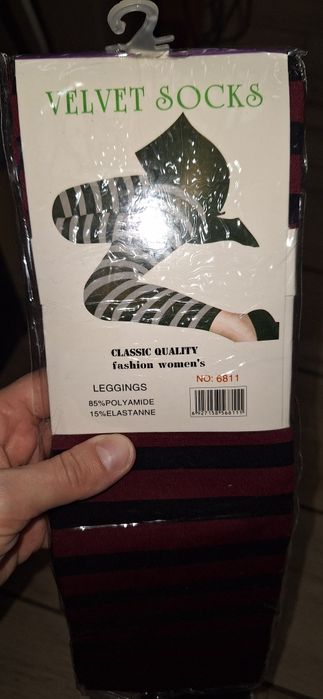 VELVET SOCKS
CLASSIC QUALITY
fashion women's
LEGGINGS
NO: 6811
85%POLYAMIDE
15%ELASTANNE